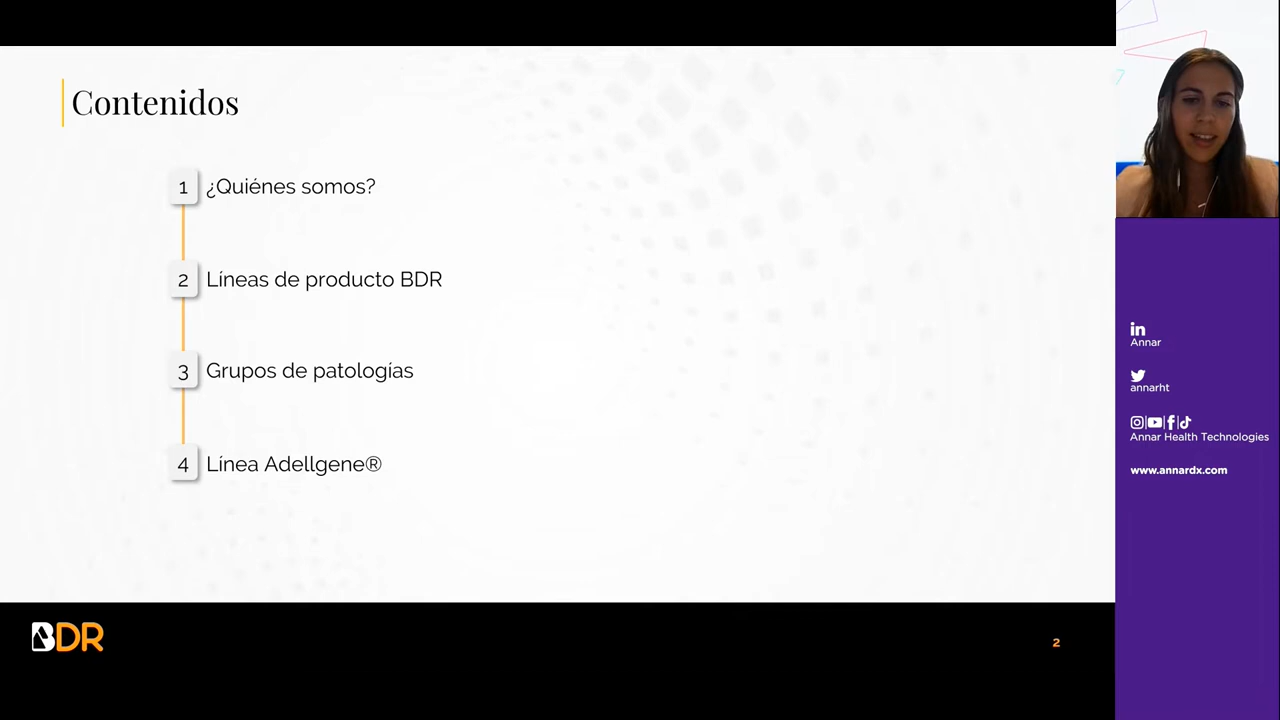 Contenidos
1 ¿Quiénes somos?
2 Líneas de producto BDR
3 Grupos de patologías
4 Línea Adellgene®
BDR
2
in
Annar
annarht
Annar Health Technologies
www.annardx.com